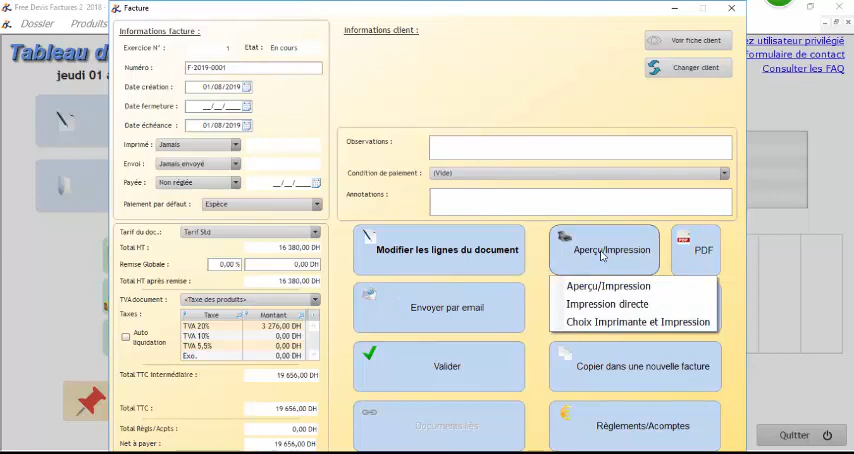 Free Devis Factures 2 2018 -
Facture
Dossier
Produits
Tableau d
jeudi 01 a
ez utilisateur privilégié
formulaire de contact
Consulter les FAQ
Informations facture :
Exercice N° : 1 Etat : En cours
Numéro : F-2019-0001
Date création : 01/08/2019
Date fermeture : __/__/____
Date échéance : 01/08/2019
Imprimé : Jamais
Envoi : Jamais envoyé
Payée : Non réglée __/__/____
Paiement par défaut : Espèce
Informations client :
Voir fiche client
Changer client
Observations :
Condition de paiement : (Vide)
Annotations :
Tarif du doc.: Tarif Std
Total HT : 16 380,00 DH
Remise Globale : 0,00 % 0,00 DH
Total HT après remise : 16 380,00 DH
TVA document : <Taxe des produits>
Taxes : Taxe Montant
TVA 20% 3 276,00 DH
TVA 10% 0,00 DH
TVA 5,5% 0,00 DH
Exo. 0,00 DH
Auto
liquidation
Total TTC intermédiaire : 19 656,00 DH
Total TTC : 19 656,00 DH
Total Règls/Acpts : 0,00 DH
Net à payer : 19 656,00 DH
Modifier les lignes du document
Aperçu/Impression
PDF
Aperçu/Impression
Impression directe
Choix Imprimante et Impression
Envoyer par email
Valider
Copier dans une nouvelle facture
Documents liés
Règlements/Acomptes
Quitter